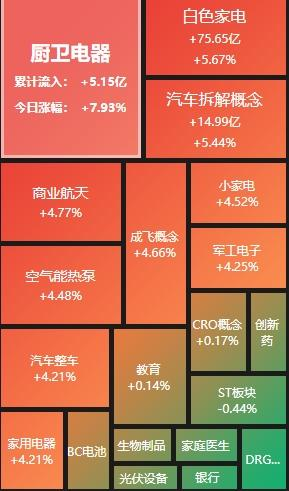 厨卫电器
累计流入： +5.15亿
今日涨幅： +7.93%
白色家电
+75.65亿
+5.67%
汽车拆解概念
+14.99亿
+5.44%
商业航天
+4.77%
成飞概念
+4.66%
小家电
+4.52%
空气能热泵
+4.48%
军工电子
+4.25%
汽车整车
+4.21%
教育
+0.14%
CRO概念
+0.17%
创新
药
ST板块
-0.44%
家用电器
+4.21%
BC电池
生物制品
家庭医生
光伏设备
银行
DRG...